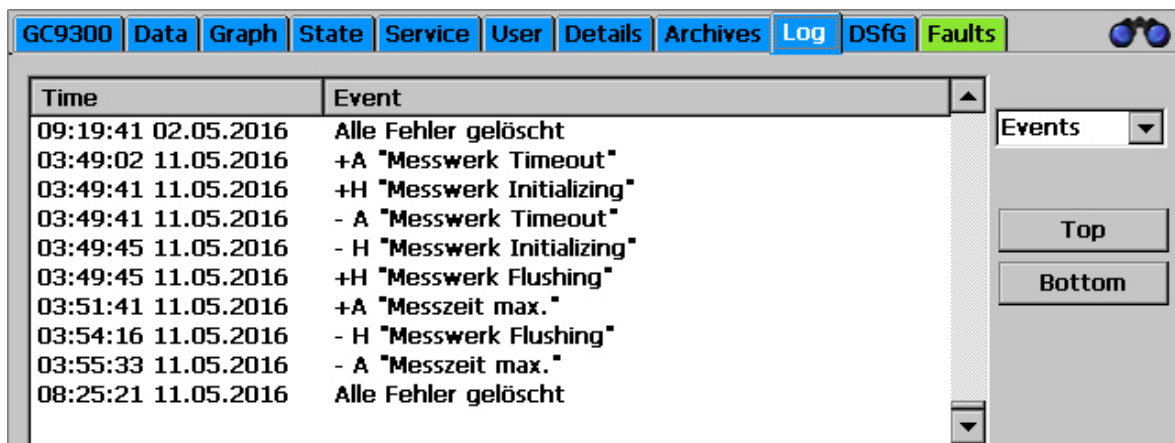 GC9300 Data Graph State Service User Details Archives Log DSfG Faults
Time Event
09:19:41 02.05.2016 Alle Fehler gelöscht
03:49:02 11.05.2016 +A "Messwerk Timeout"
03:49:41 11.05.2016 +H "Messwerk Initializing"
03:49:41 11.05.2016 - A "Messwerk Timeout"
03:49:45 11.05.2016 - H "Messwerk Initializing"
03:49:45 11.05.2016 +H "Messwerk Flushing"
03:51:41 11.05.2016 +A "Messzeit max."
03:54:16 11.05.2016 - H "Messwerk Flushing"
03:55:33 11.05.2016 - A "Messzeit max."
08:25:21 11.05.2016 Alle Fehler gelöscht
Events
Top
Bottom